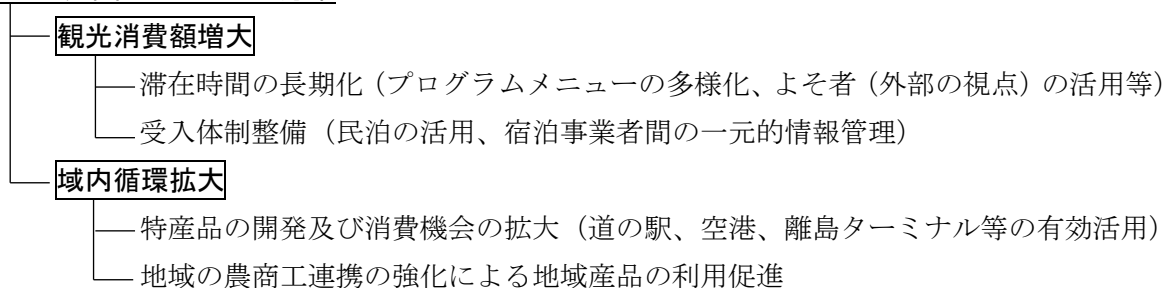 観光消費額増大
滞在時間の長期化(プログラムメニューの多様化、よそ者(外部の視点)の活用等)
受入体制整備(民泊の活用、宿泊事業者間の一元的情報管理)
域内循環拡大
特産品の開発及び消費機会の拡大(道の駅、空港、離島ターミナル等の有効活用)
地域の農商工連携の強化による地域産品の利用促進